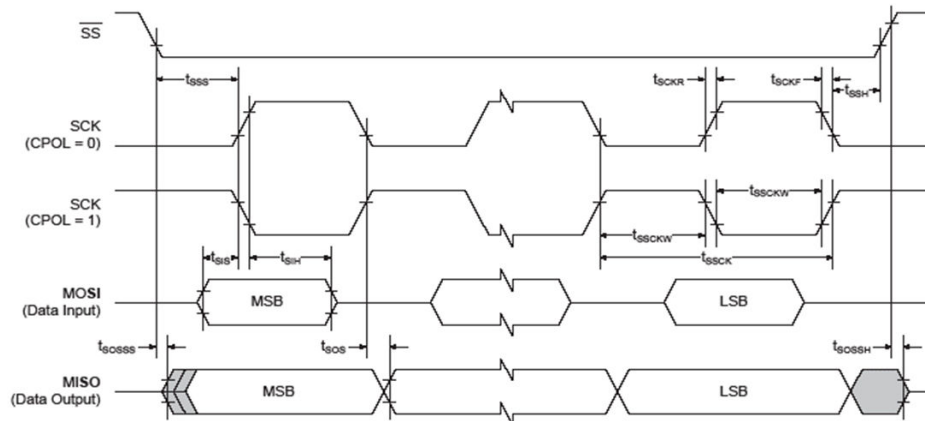 SS
tSSS
tSCKR
tSCKF
tSSH
SCK
(CPOL = 0)
SCK
(CPOL = 1)
tSSCKW
tSSCKW
tSSCK
tSIS
tSIH
MOSI
(Data Input)
MSB
LSB
tSOSSS
tSOS
tSOSSH
MISO
(Data Output)
MSB
LSB